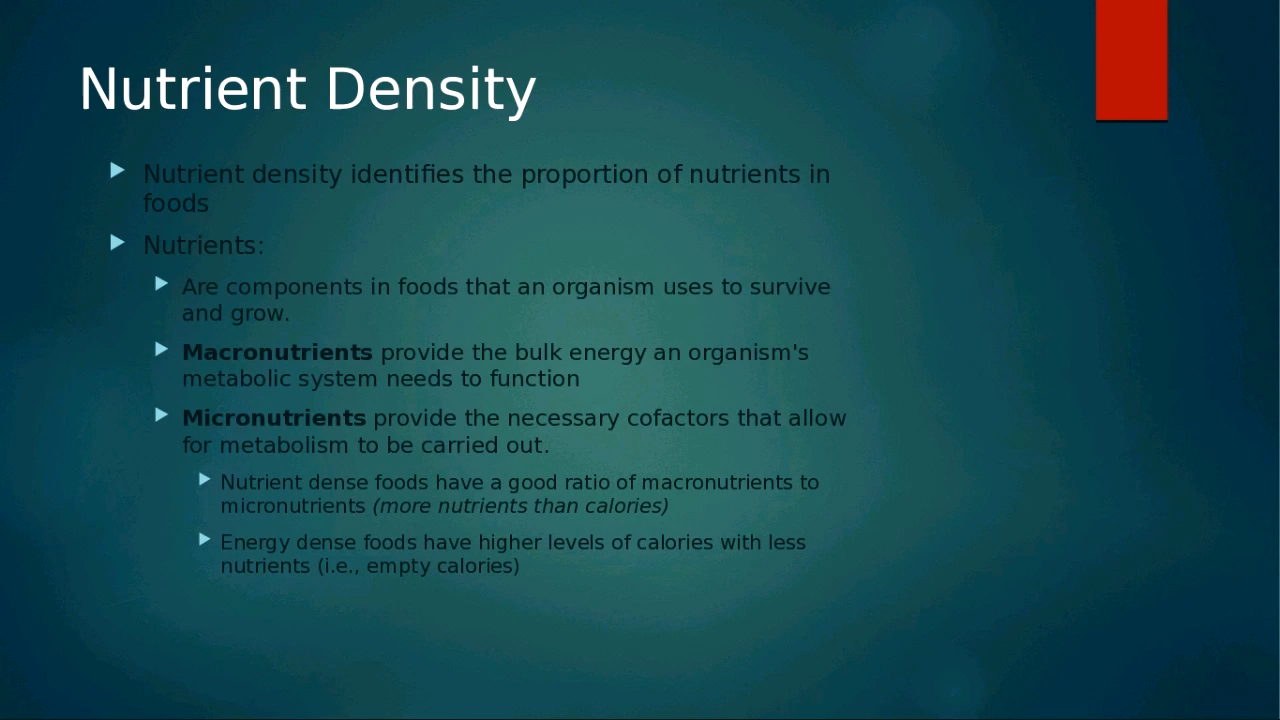 Nutrient Density
Nutrient density identifies the proportion of nutrients in
foods
Nutrients:
Are components in foods that an organism uses to survive
and grow.
Macronutrients provide the bulk energy an organism's
metabolic system needs to function
Micronutrients provide the necessary cofactors that allow
for metabolism to be carried out.
Nutrient dense foods have a good ratio of macronutrients to
micronutrients (more nutrients than calories)
Energy dense foods have higher levels of calories with less
nutrients (i.e., empty calories)